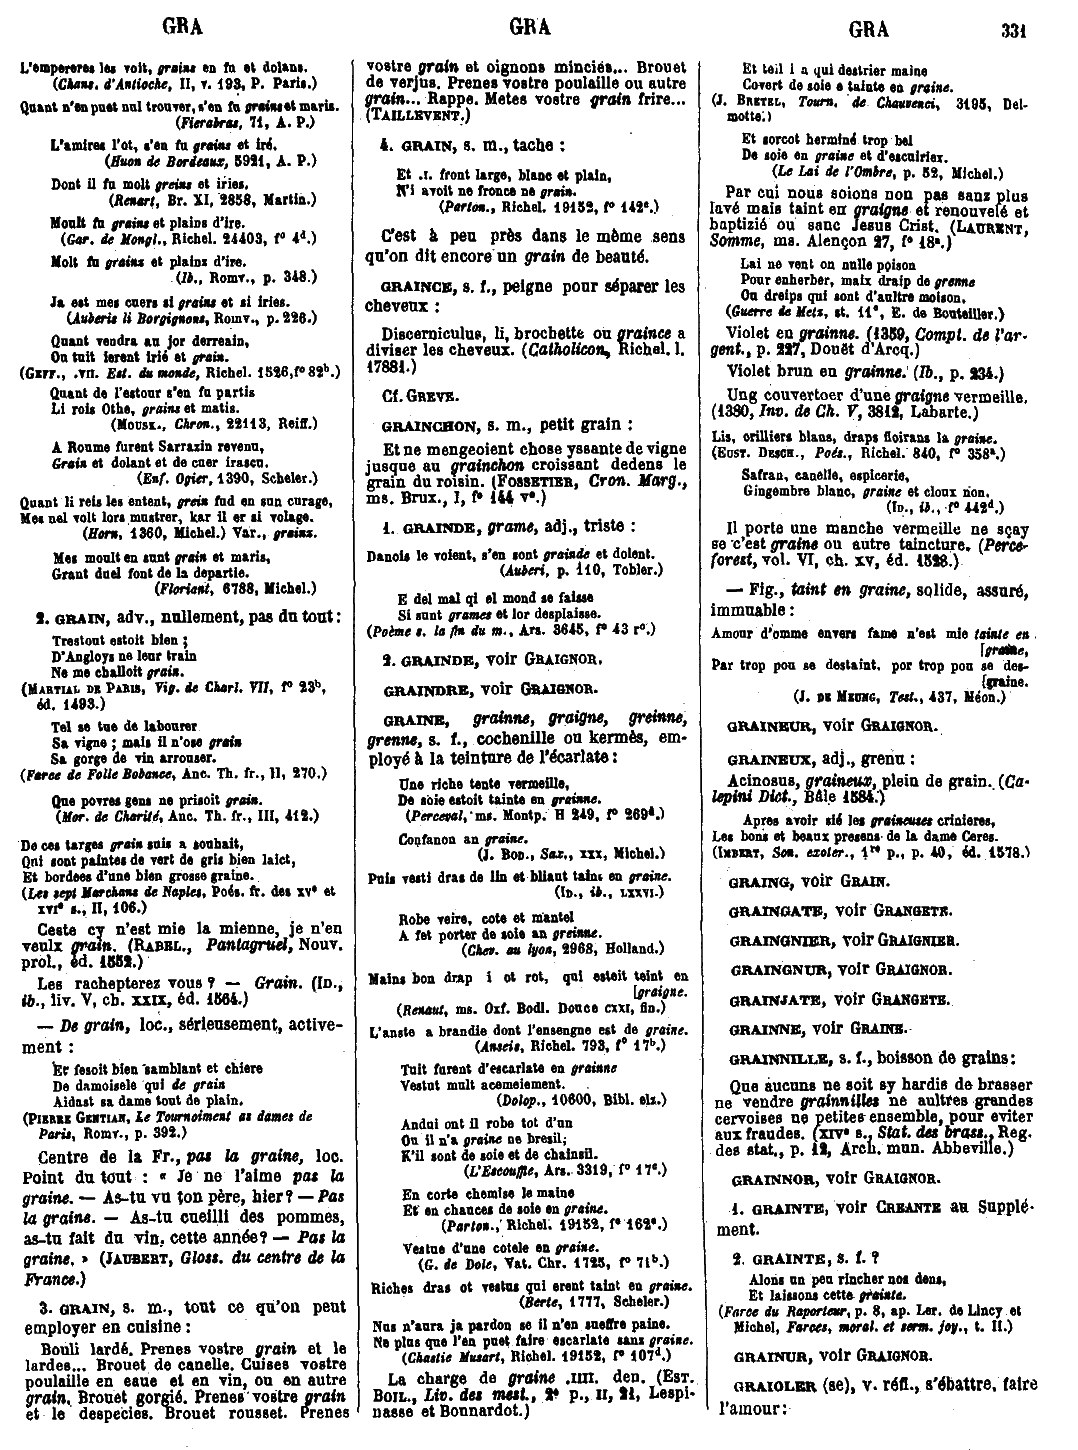 GRA
GRA
GRA
331
L'empereres les voit, grains en fu et dolans.
(Chans. d'Antioche, II, v. 193, P. Paris.)
Quant n'en puet nul trouver, s'en fu grains et maris.
(Fierabras, 71, A. P.)
L'amires l'ot, s'en fu grains et iré.
(Huon de Bordeaux, 5921, A. P.)
Dont il fu molt greins et iries.
(Renart, Br. XI, 2858, Martin.)
Moult fu grains et plains d'ire.
(Gar. de Mongl., Richel. 24403, f° 4d.)
Molt fu grains et plains d'ire.
(Ib., Romv., p. 348.)
Ja est mes cuers si grains et si iries.
(Auberis li Borgignons, Romv., p. 226.)
Quant vendra au jor derreain,
Ou tuit ierent irié et grein.
(Geff., .vii. Est. du monde, Richel. 1526, f° 82b.)
Quant de l'estour s'en fu partis
Li rois Othe, grains et matis.
(Mousk., Chron., 22113, Reiff.)
A Roume furent Sarrazin revenu,
Grain et dolant et de cuer irascu.
(Enf. Ogier, 1390, Scheler.)
Quant li reis les entent, grein fud en sun curage,
Mes nel volt lors mustrer, kar il er si volage.
(Horn, 1360, Michel.) Var., grains.
Mes moult en sunt grain et maris,
Grant duel font de la departie.
(Floriant, 6788, Michel.)
2. GRAIN, adv., nullement, pas du tout :
Trestout estoit bien ;
D'Angloys ne leur train
Ne me challoit grain.
(Martial de Paris, Vig. de Charl. VII, f° 23b,
éd. 1493.)
Tel se tue de labourer
Sa vigne ; mais il n'ose grain
Sa gorge de vin arrouser.
(Farce de Folle Bobance, Anc. Th. fr., II, 270.)
Que povres gens ne prisoit grain.
(Mor. de Charité, Anc. Th. fr., III, 412.)
De ces targes grain suis a souhait,
Qui sont paintes de vert de gris bien laict,
Et bordees d'une bien grosse graine.
(Les sept Marchans de Naples, Poés. fr. des xve et
xvie s., II, 106.)
Ceste cy n'est mie la mienne, je n'en
veulx grain. (Rabel., Pantagruel, Nouv.
prol., éd. 1552.)
Les rachepterez vous ? — Grain. (Id.,
ib., liv. V, ch. xxix, éd. 1564.)
— De grain, loc., sérieusement, active-
ment :
Et fesoit bien samblant et chiere
De damoisele qui de grain
Aidast sa dame tout de plain.
(Pierre Gentian, Le Tournoiment as dames de
Paris, Romv., p. 392.)
Centre de la Fr., pas la graine, loc.
Point du tout : « Je ne l'aime pas la
graine. — As-tu vu ton père, hier ? — Pas
la graine. — As-tu cueilli des pommes,
as-tu fait du vin, cette année ? — Pas la
graine. » (Jaubert, Gloss. du centre de la
France.)
3. GRAIN, s. m., tout ce qu'on peut
employer en cuisine :
Bouli lardé. Prenes vostre grain et le
lardes... Brouet de canelle. Cuises vostre
poulaille en eaue et en vin, ou en autre
grain. Brouet gorgié. Prenes vostre grain
et le despecies. Brouet rousset. Prenes
vostre grain et oignons minciés... Brouet
de verjus. Prenes vostre poulaille ou autre
grain... Rappe. Metes vostre grain frire...
(Taillevent.)
4. GRAIN, s. m., tache :
Et .I. front large, blanc et plain,
N'i avoit ne fronce ne grain.
(Parton., Richel. 19152, f° 142e.)
C'est à peu près dans le même sens
qu'on dit encore un grain de beauté.
GRAINCE, s. f., peigne pour séparer les
cheveux :
Discerniculus, li, brochette ou graince a
diviser les cheveux. (Catholicon, Richel. l.
17881.)
Cf. Greve.
GRAINCHON, s. m., petit grain :
Et ne mengeoient chose yssante de vigne
jusque au grainchon croissant dedens le
grain du roisin. (Fossetier, Cron. Marg.,
ms. Brux., I, f° 144 v°.)
1. GRAINDE, grame, adj., triste :
Danois le voient, s'en sont grainde et dolent.
(Auberi, p. 110, Tobler.)
E del mal qi el mond se faisse
Si sunt grames et lor desplaisse.
(Poème s. la fin du m., Ars. 3645, f° 43 r°.)
2. GRAINDE, voir Graignor.
GRAINDRE, voir Graignor.
GRAINE, grainne, graigne, greinne,
grenne, s. f., cochenille ou kermès, em-
ployé à la teinture de l'écarlate :
Une riche tente vermeille,
De soie estoit tainte en grainne.
(Perceval, ms. Montp. H 249, f° 269d.)
Confanon an graine.
(J. Bod., Sax., xxx, Michel.)
Puis vesti dras de lin et bliaut taint en graine.
(Id., ib., lxxvi.)
Robe veire, cote et mantel
A fet porter de soie an greinne.
(Chev. au lyon, 2968, Holland.)
Mains bon drap i ot rot, qui esteit teint en
[graigne.
(Renaut, ms. Oxf. Bodl. Douce cxxi, fin.)
L'anste a brandie dont l'ensengne est de graine.
(Anseis, Richel. 793, f° 17b.)
Tuit furent d'escarlate en grainne
Vestut mult acemeiement.
(Dolop., 10600, Bibl. elz.)
Andui ont il robe tot d'un
Ou il n'a graine ne bresil;
K'il sont de soie et de chainsil.
(L'Escouffle, Ars. 3319, f° 17e.)
En corte chemise le maine
Et en chauces de soie en graine.
(Parton., Richel. 19152, f° 162e.)
Vestue d'une cotele en graine.
(G. de Dole, Vat. Chr. 1725, f° 71b.)
Riches dras ot vestus qui erent taint en graine.
(Berte, 1777, Scheler.)
Nus n'aura ja pardon se il n'en sueffre paine.
Ne plus que l'en puet faire escarlate sans graine.
(Chastie Musart, Richel. 19152, f° 107d.)
La charge de graine .IIII. den. (Est.
Boil., Liv. des mest., 2e p., II, 21, Lespi-
nasse et Bonnardot.)
Et teil i a qui destrier maine
Covert de soie e tainte en graine.
(J. Bretel, Tourn. de Chauvenci, 3195, Del-
motte.)
Et sorcot herminé trop bel
De soie en graine et d'escuiriex.
(Le Lai de l'Ombre, p. 52, Michel.)
Par cui nous soions non pas sanz plus
lavé mais taint en graigne et renouvelé et
baptizié ou sanc Jesus Crist. (Laurent,
Somme, ms. Alençon 27, f° 18a.)
Lai ne vent on nulle poison
Pour enherber, maix draip de grenne
Ou dreips qui sont d'aultre moison.
(Guerre de Metz, st. 11e, E. de Bouteiller.)
Violet en grainne. (1359, Compt. de l'ar-
gent., p. 227, Douët d'Arcq.)
Violet brun en grainne. (Ib., p. 234.)
Ung couvertoer d'une graigne vermeille.
(1380, Inv. de Ch. V, 3812, Labarte.)
Lis, orilliers blans, draps floirans la graine.
(Eust. Desch., Poés., Richel. 840, f° 358a.)
Safran, canelle, espicerie,
Gingembre blanc, graine et cloux non.
(Id., ib., f° 442d.)
Il porte une manche vermeille ne sçay
se c'est graine ou autre taincture. (Perce-
forest, vol. VI, ch. xv, éd. 1528.)
— Fig., taint en graine, solide, assuré,
immuable :
Amour d'omme envers fame n'est mie tainte en
[graine,
Par trop pou se destaint, por trop pou se des-
[graine.
(J. de Meung, Test., 437, Méon.)
GRAINEUR, voir Graignor.
GRAINEUX, adj., grenu :
Acinosus, graineux, plein de grain. (Ca-
lepini Dict., Bâle 1584.)
Apres avoir sié les graineuses crinieres,
Les bons et beaux presens de la dame Ceres.
(Imbert, Son. exoter., 1re p., p. 40, éd. 1578.)
GRAING, voir Grain.
GRAINGATE, voir Grangete.
GRAINGNIER, voir Graignier.
GRAINGNUR, voir Graignor.
GRAINJATE, voir Grangete.
GRAINNE, voir Graine.
GRAINNILLE, s. f., boisson de grains :
Que aucuns ne soit sy hardis de brasser
ne vendre grainnilles ne aultres grandes
cervoises ne petites ensemble, pour eviter
aux fraudes. (xive s., Stat. des brass., Reg.
des stat., p. 12, Arch. mun. Abbeville.)
GRAINNOR, voir Graignor.
1. GRAINTE, voir Creante au Supplé-
ment.
2. GRAINTE, s. f. ?
Alons un peu rincher nos dens,
Et laissons cette grainte.
(Farce du Raporteur, p. 8, ap. Ler. de Lincy et
Michel, Farces, moral. et serm. joy., t. II.)
GRAINUR, voir Graignor.
GRAIOLER (se), v. réfl., s'ébattre, faire
l'amour :